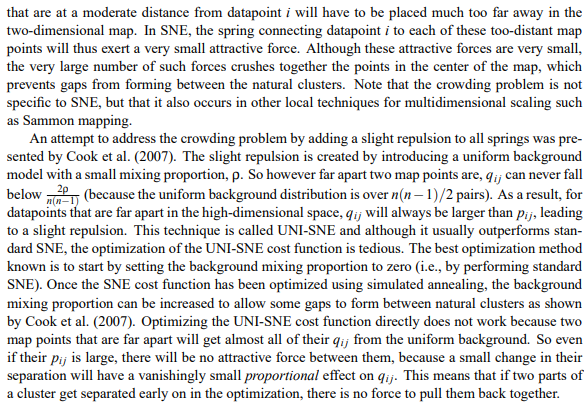 that are at a moderate distance from datapoint i will have to be placed much too far away in the
two-dimensional map. In SNE, the spring connecting datapoint i to each of these too-distant map
points will thus exert a very small attractive force. Although these attractive forces are very small,
the very large number of such forces crushes together the points in the center of the map, which
prevents gaps from forming between the natural clusters. Note that the crowding problem is not
specific to SNE, but that it also occurs in other local techniques for multidimensional scaling such
as Sammon mapping.
An attempt to address the crowding problem by adding a slight repulsion to all springs was pre-
sented by Cook et al. (2007). The slight repulsion is created by introducing a uniform background
model with a small mixing proportion, ρ. So however far apart two map points are, q_{ij} can never fall
below \frac{2ρ}{n(n−1)} (because the uniform background distribution is over n(n − 1)/2 pairs). As a result, for
datapoints that are far apart in the high-dimensional space, q_{ij} will always be larger than p_{ij}, leading
to a slight repulsion. This technique is called UNI-SNE and although it usually outperforms stan-
dard SNE, the optimization of the UNI-SNE cost function is tedious. The best optimization method
known is to start by setting the background mixing proportion to zero (i.e., by performing standard
SNE). Once the SNE cost function has been optimized using simulated annealing, the background
mixing proportion can be increased to allow some gaps to form between natural clusters as shown
by Cook et al. (2007). Optimizing the UNI-SNE cost function directly does not work because two
map points that are far apart will get almost all of their q_{ij} from the uniform background. So even
if their p_{ij} is large, there will be no attractive force between them, because a small change in their
separation will have a vanishingly small proportional effect on q_{ij}. This means that if two parts of
a cluster get separated early on in the optimization, there is no force to pull them back together.